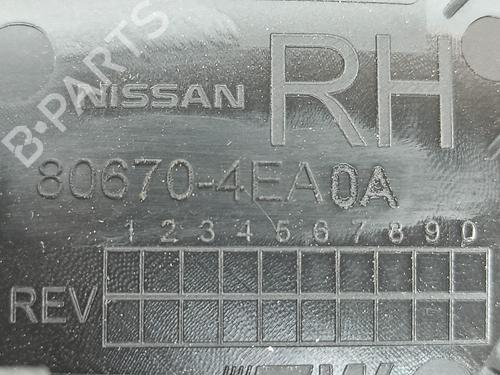 B-PARTS
NISSAN RH
80670-4EA0A
1 2 3 4 5 6 7 8 9 0
REV